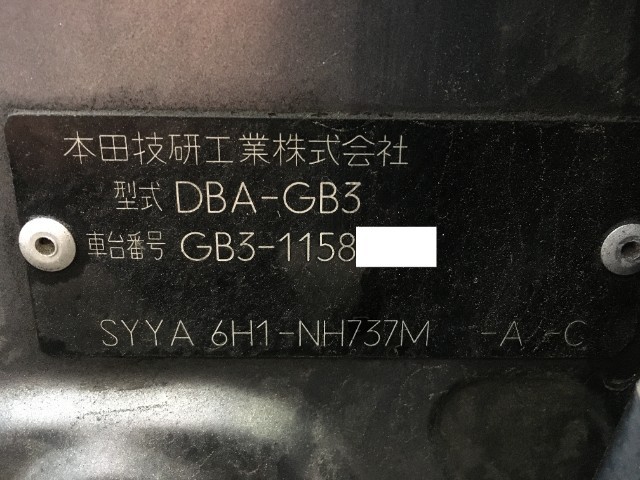 本田技研工業株式会社
型式 DBA-GB3
車台番号 GB3-1158
SYYA 6H1-NH737M -A/-C